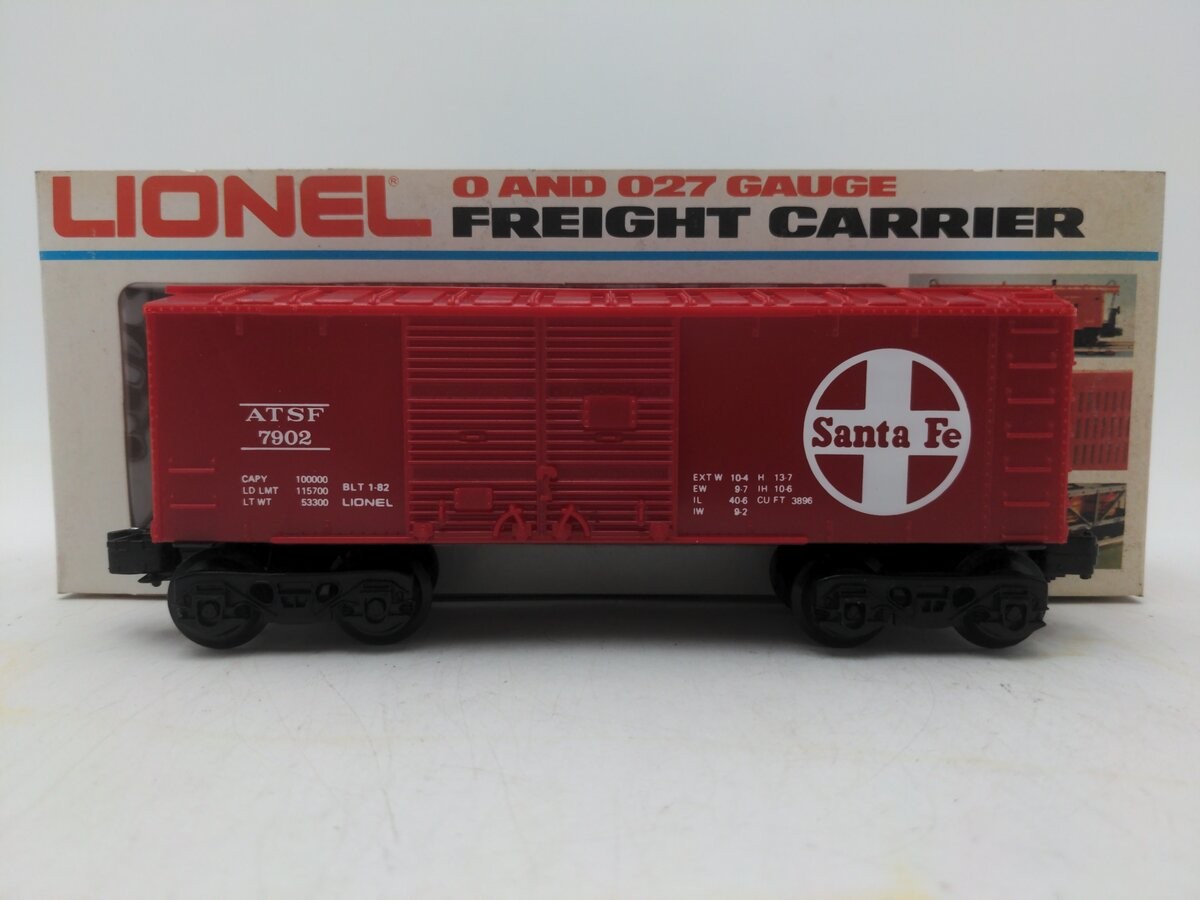 LIONEL®
O AND O27 GAUGE
FREIGHT CARRIER
ATSF
7902
CAPY 100000
LD LMT 115700
LT WT 53300
BLT 1-82
LIONEL
EXT W 10-4 H 13-7
EW 9-7 IH 10-6
IL 40-6 CU FT 3896
IW 9-2
Santa Fe